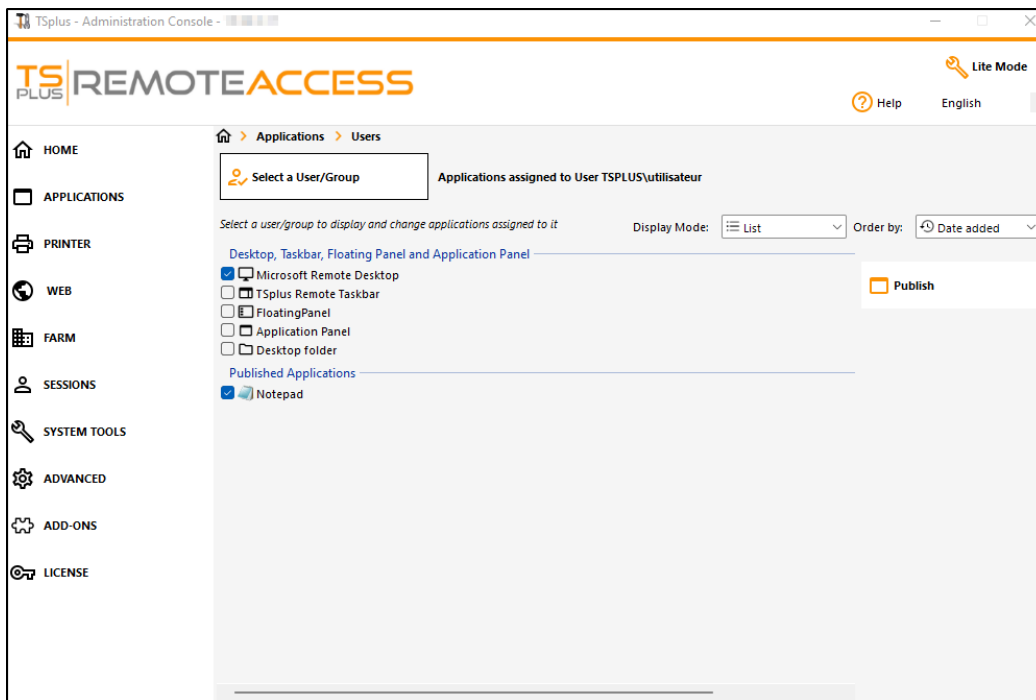 TSplus - Administration Console -
TS PLUS REMOTEACCESS
Lite Mode
Help English
Applications > Users
HOME
Select a User/Group
Applications assigned to User TSPLUS\utilisateur
APPLICATIONS
Select a user/group to display and change applications assigned to it
Display Mode: List
Order by: Date added
PRINTER
Desktop, Taskbar, Floating Panel and Application Panel
Microsoft Remote Desktop
Publish
WEB
TSplus Remote Taskbar
FloatingPanel
FARM
Application Panel
Desktop folder
Published Applications
SESSIONS
Notepad
SYSTEM TOOLS
ADVANCED
ADD-ONS
LICENSE